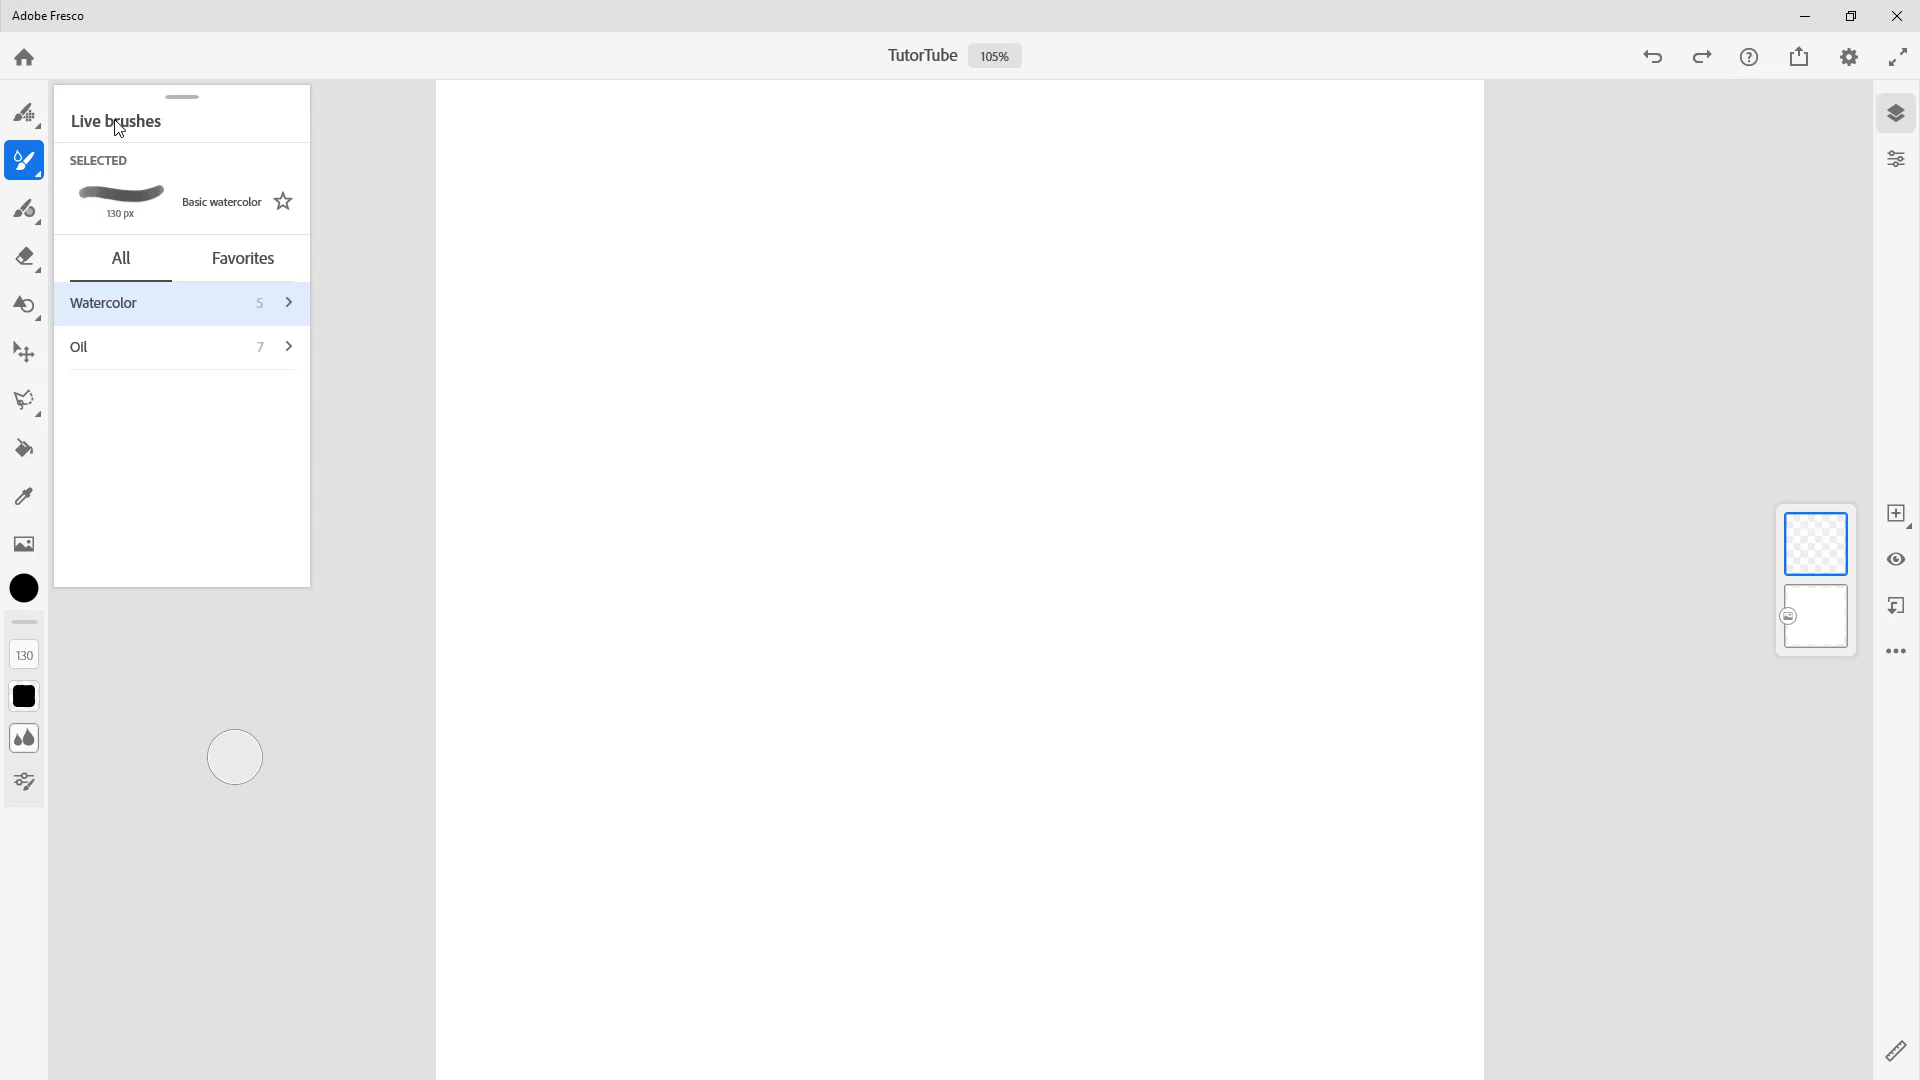 Adobe Fresco
TutorTube 105%
Live brushes
SELECTED
130 px
Basic watercolor
All Favorites
Watercolor 5
Oil 7
130